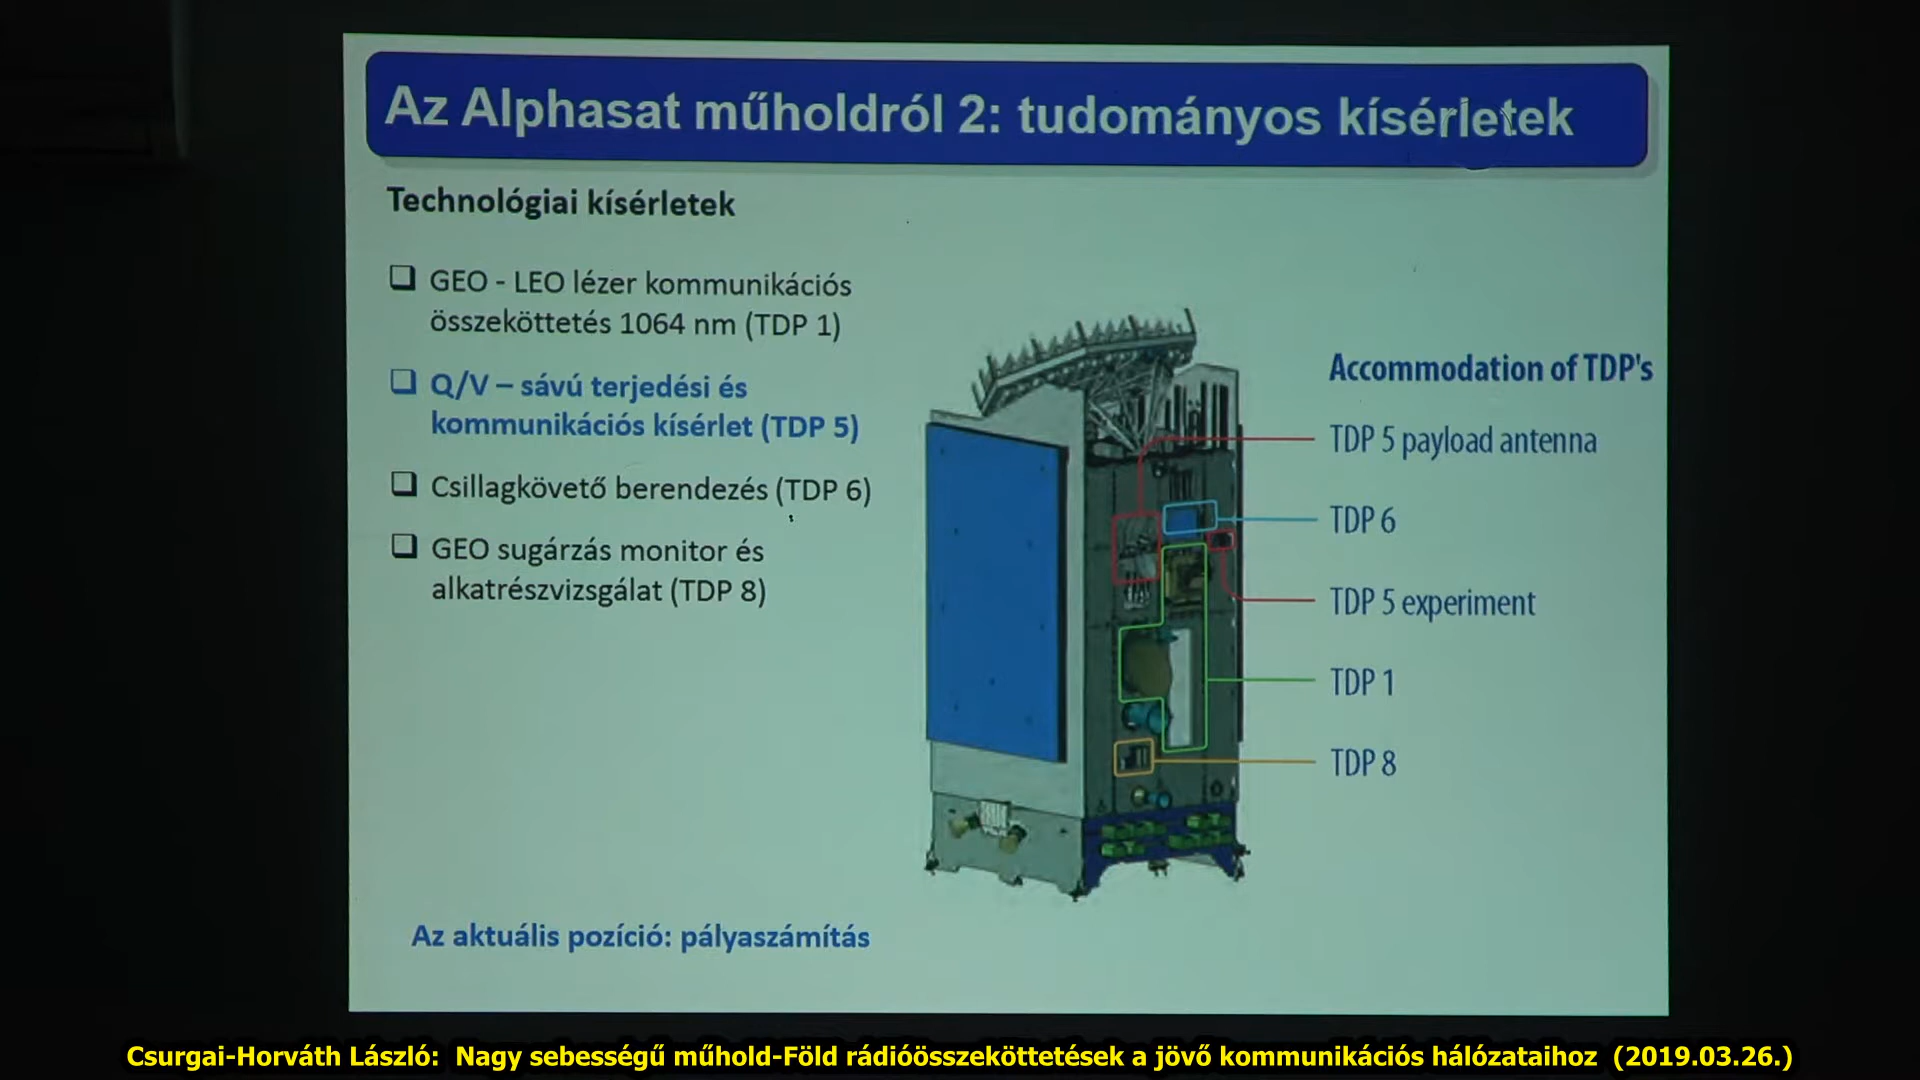 Az Alphasat műholdról 2: tudományos kísérletek
Technológiai kísérletek
GEO - LEO lézer kommunikációs
összeköttetés 1064 nm (TDP 1)
Q/V – sávú terjedési és
kommunikációs kísérlet (TDP 5)
Csillagkövető berendezés (TDP 6)
GEO sugárzás monitor és
alkatrészvizsgálat (TDP 8)
Accommodation of TDP's
TDP 5 payload antenna
TDP 6
TDP 5 experiment
TDP 1
TDP 8
Az aktuális pozíció: pályaszámítás
Csurgai-Horváth László: Nagy sebességű műhold-Föld rádióösszeköttetések a jövő kommunikációs hálózataihoz (2019.03.26.)